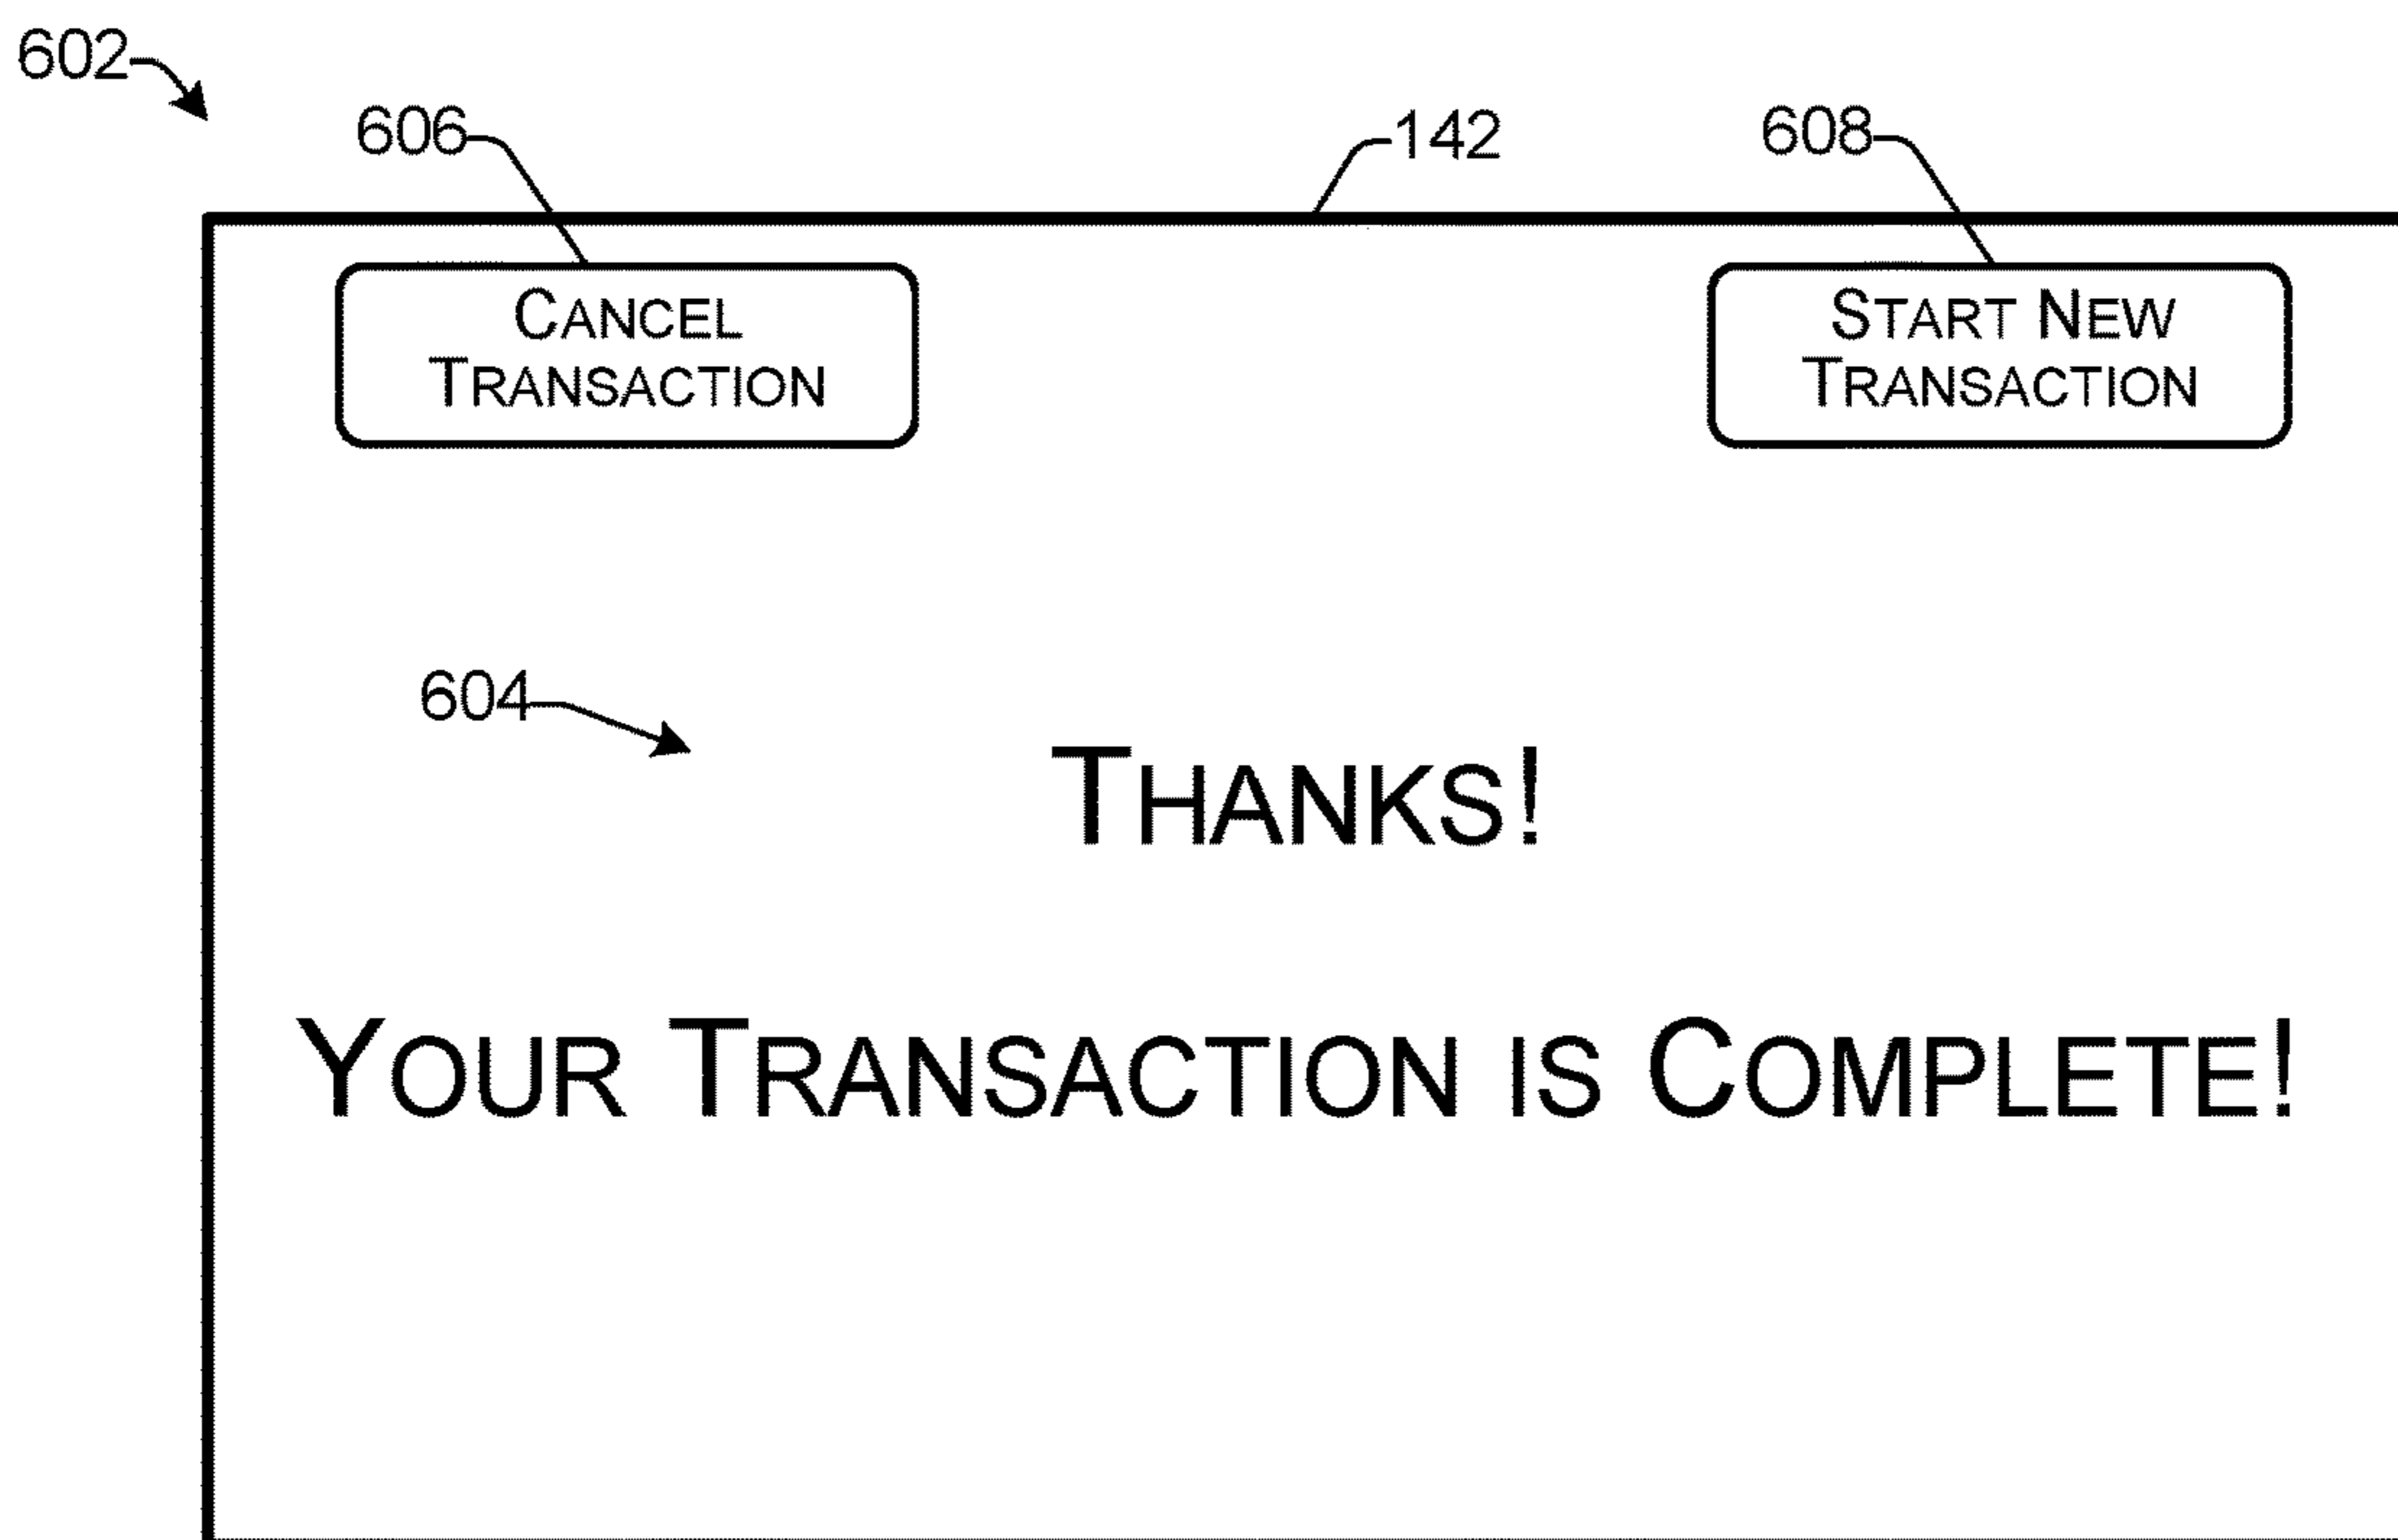 602
606 142 608
CANCEL START NEW
TRANSACTION TRANSACTION
604
THANKS!
YOUR TRANSACTION IS COMPLETE!